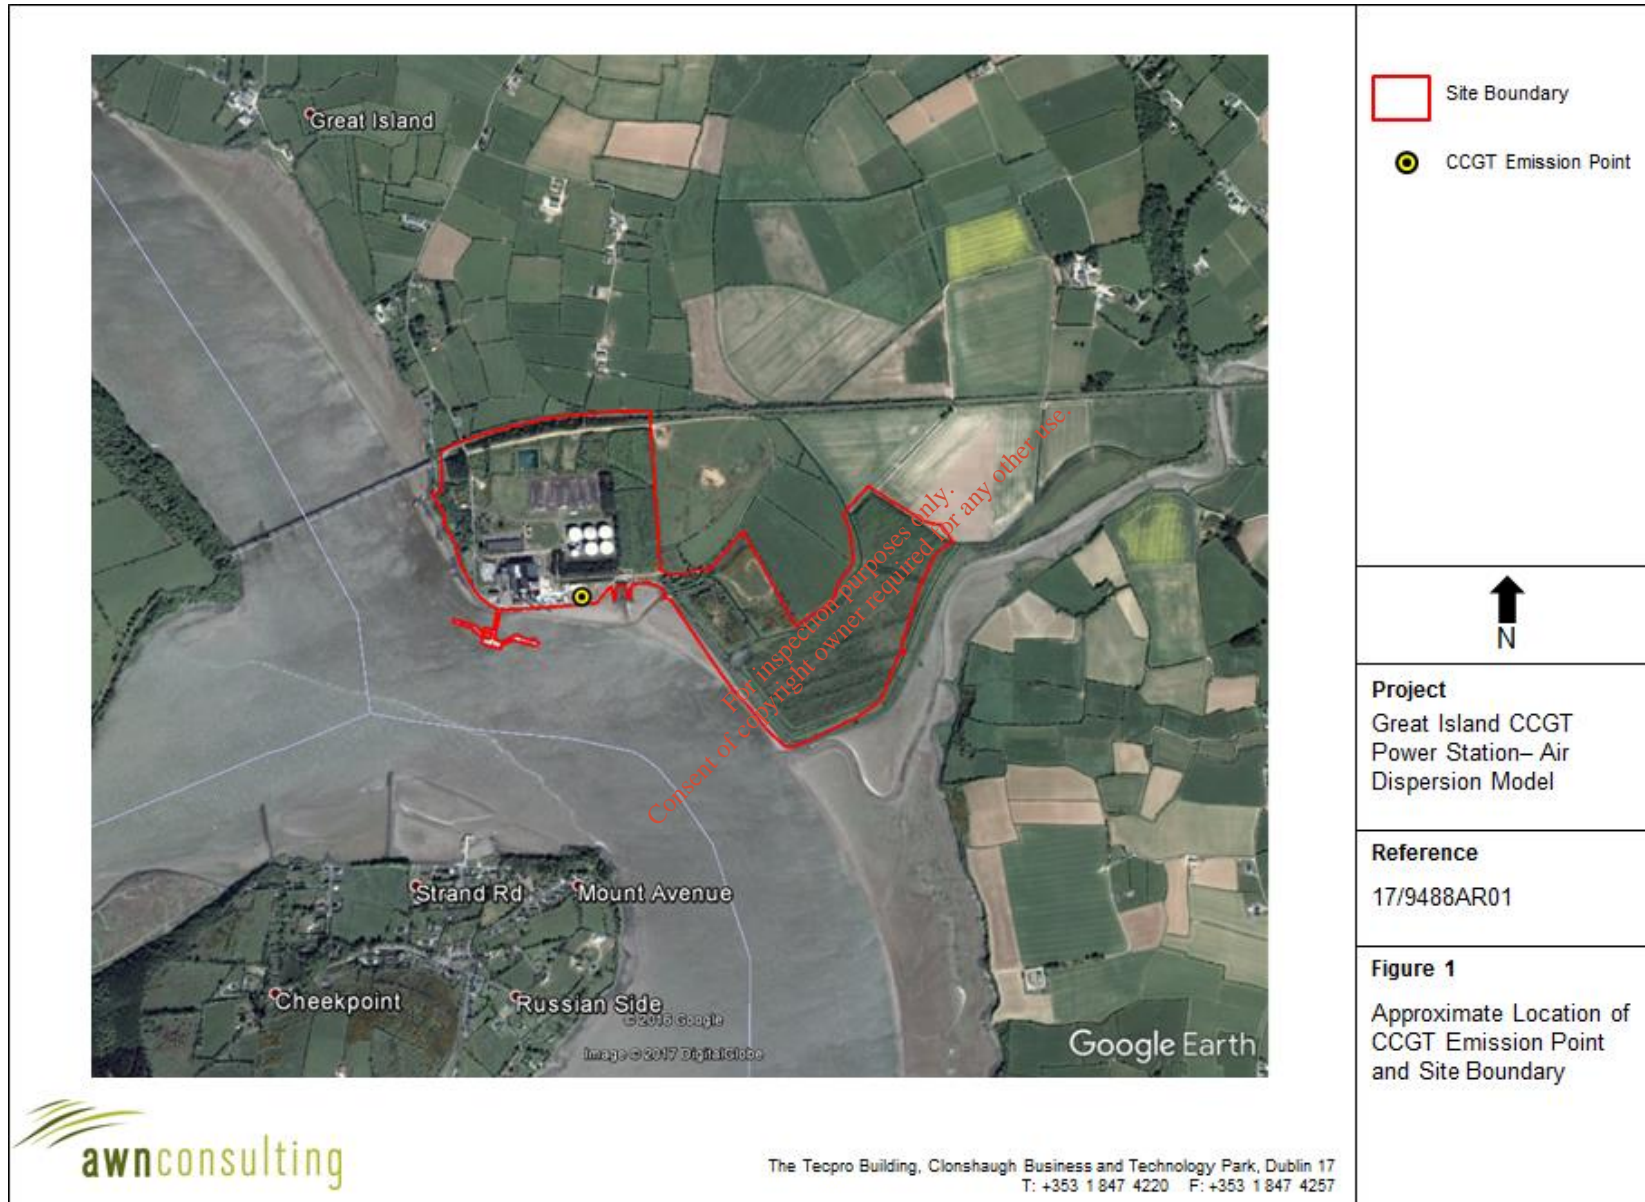 Great Island
Strand Rd
Mount Avenue
Cheekpoint
Russian Side
© 2016 Google
Image © 2017 DigitalGlobe
Google Earth
For inspection purposes only.
Consent of copyright owner required for any other use.
Site Boundary
CCGT Emission Point
N
Project
Great Island CCGT
Power Station– Air
Dispersion Model
Reference
17/9488AR01
Figure 1
Approximate Location of
CCGT Emission Point
and Site Boundary
awnconsulting
The Tecpro Building, Clonshaugh Business and Technology Park, Dublin 17
T: +353 1 847 4220 F: +353 1 847 4257